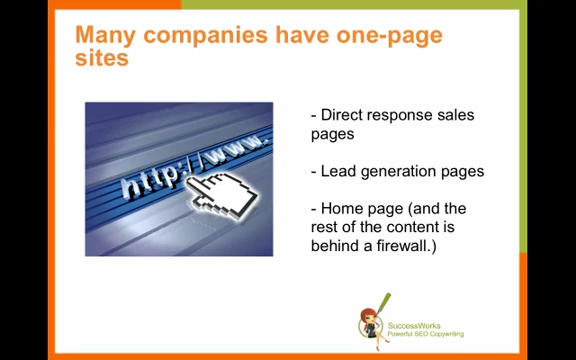 Many companies have one-page
sites
http://www.
- Direct response sales
pages
- Lead generation pages
- Home page (and the
rest of the content is
behind a firewall.)
SuccessWorks
Powerful SEO Copywriting